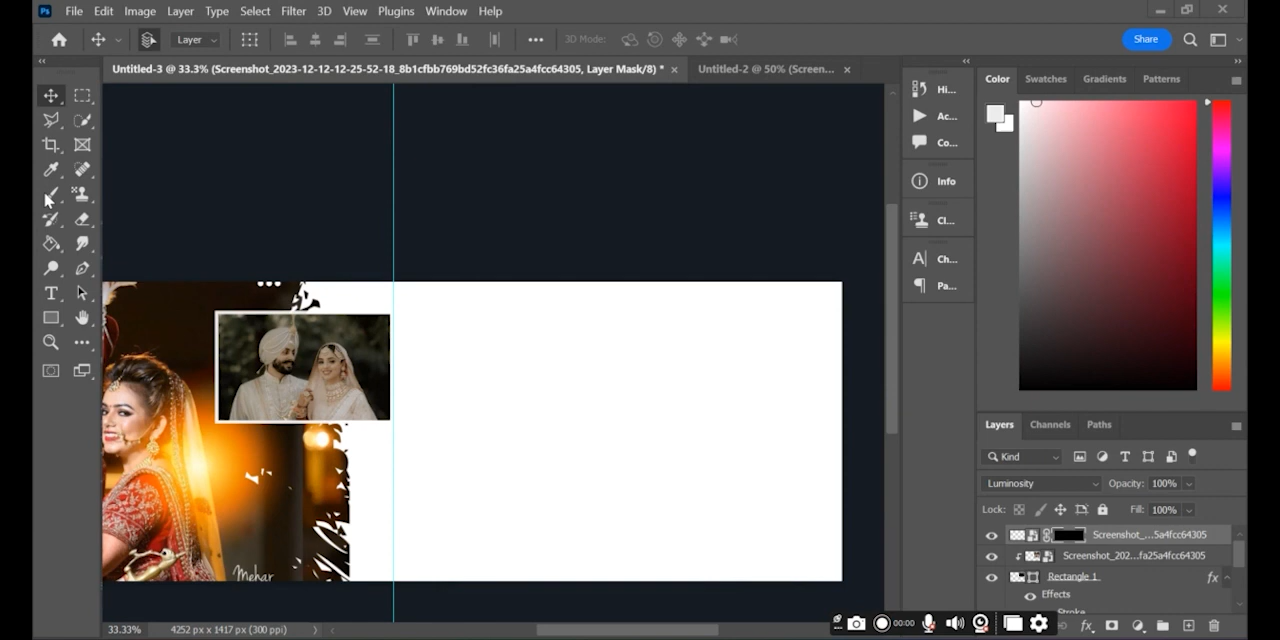 Ps File Edit Image Layer Type Select Filter 3D View Plugins Window Help
Layer 3D Mode: Share
Untitled-3 @ 33.3% (Screenshot_2023-12-12-12-25-52-18_8b1cfbb769bd52fc36fa25a4fcc64305, Layer Mask/8) * × Untitled-2 @ 50% (Screen... ×
Hi...
Ac...
Co...
Info
Cl...
Ch...
Pa...
Color Swatches Gradients Patterns
Mehar
Layers Channels Paths
Kind
Luminosity Opacity: 100%
Lock: Fill: 100%
Screenshot_...5a4fcc64305
Screenshot_202...fa25a4fcc64305
Rectangle 1 fx
Effects
Stroke
33.33% 4252 px x 1417 px (300 ppi)
00:00